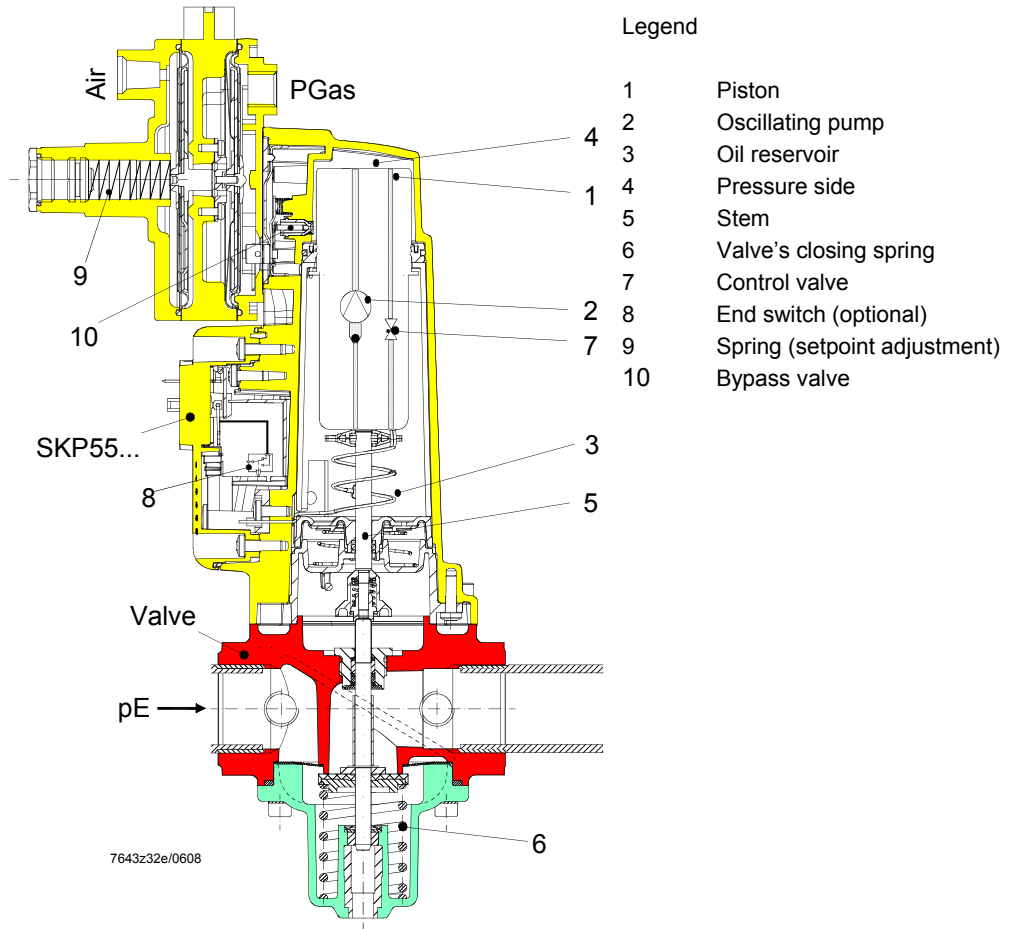 Legend
1 Piston
2 Oscillating pump
3 Oil reservoir
4 Pressure side
5 Stem
6 Valve’s closing spring
7 Control valve
8 End switch (optional)
9 Spring (setpoint adjustment)
10 Bypass valve
Air
PGas
4
1
9
2
10
7
SKP55...
3
8
5
Valve
pE
6
7643z32e/0608